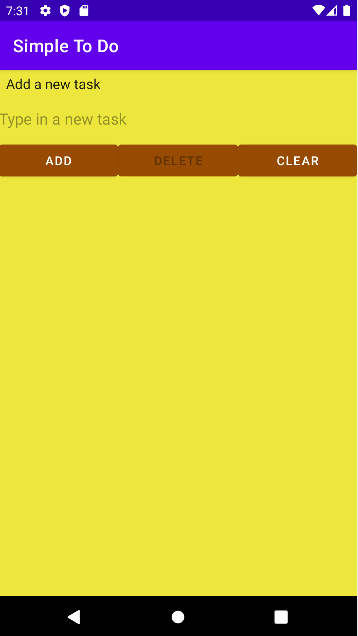 7:31
Simple To Do
Add a new task
Type in a new task
ADD DELETE CLEAR